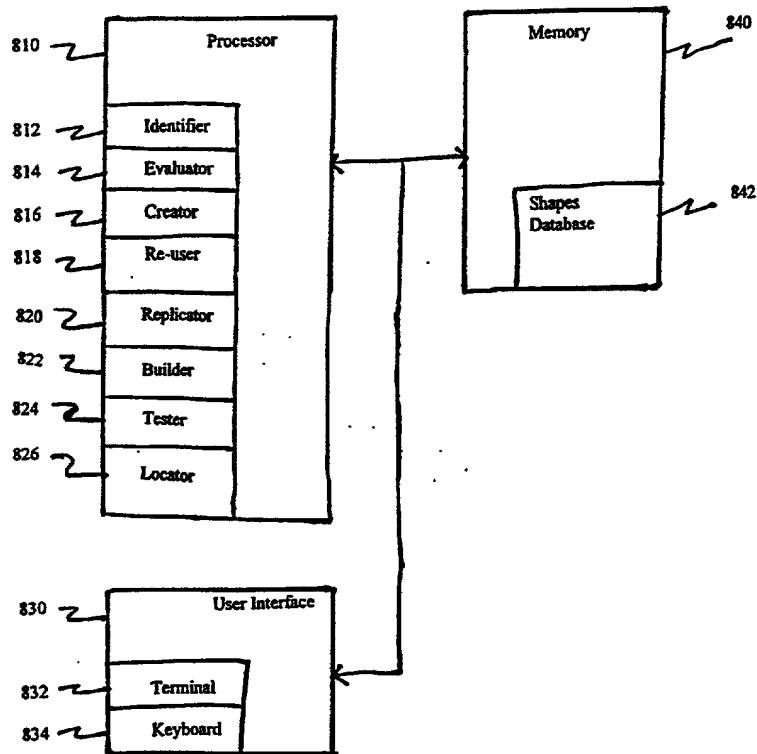 810
Processor
812
Identifier
814
Evaluator
816
Creator
818
Re-user
820
Replicator
822
Builder
824
Tester
826
Locator
Memory
840
Shapes
Database
842
830
User Interface
832
Terminal
834
Keyboard